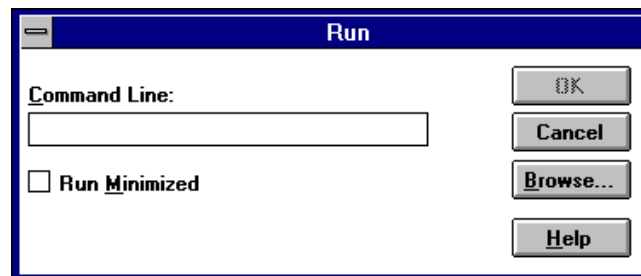 Run
Command Line:
OK
Cancel
Run Minimized
Browse...
Help